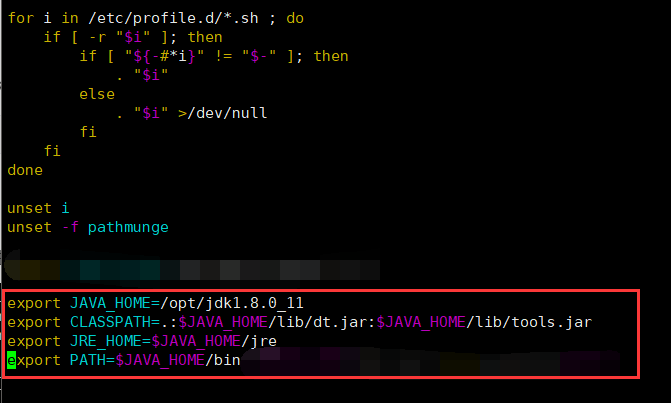 for i in /etc/profile.d/*.sh ; do
    if [ -r "$i" ]; then
        if [ "${-#*i}" != "$-" ]; then
            . "$i"
        else
            . "$i" >/dev/null
        fi
    fi
done
unset i
unset -f pathmunge
export JAVA_HOME=/opt/jdk1.8.0_11
export CLASSPATH=.:$JAVA_HOME/lib/dt.jar:$JAVA_HOME/lib/tools.jar
export JRE_HOME=$JAVA_HOME/jre
export PATH=$JAVA_HOME/bin